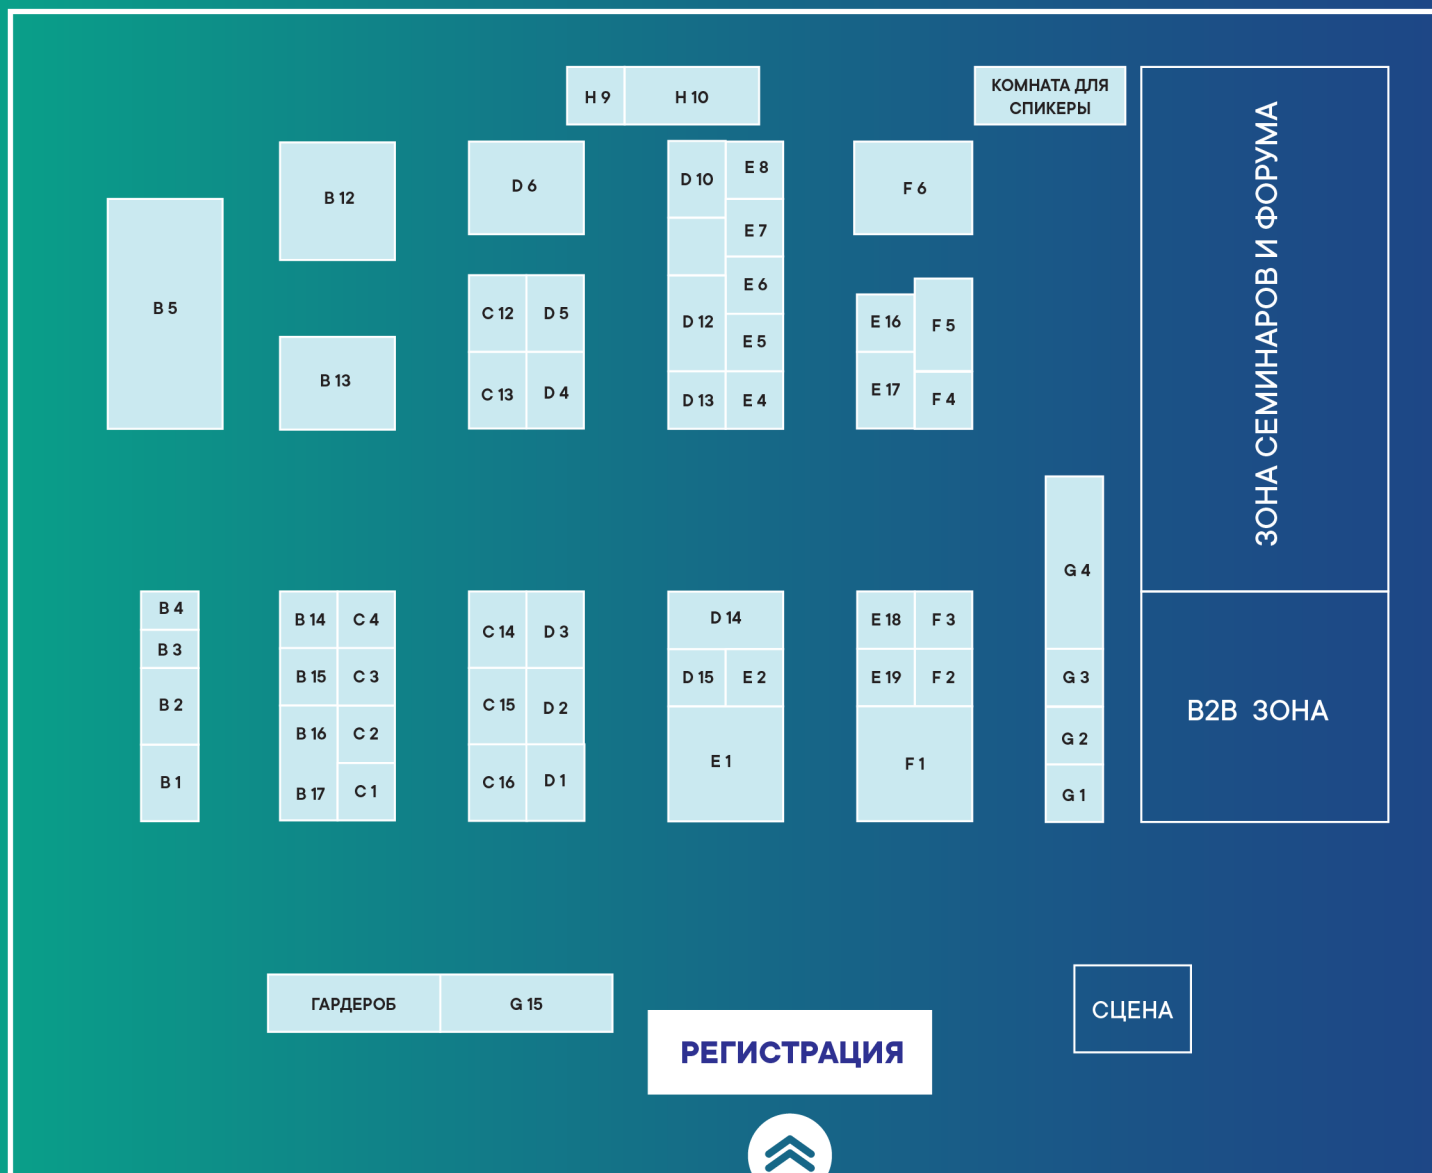 H 9
H 10
КОМНАТА ДЛЯ
СПИКЕРЫ
B 5
B 12
B 13
D 6
C 12
D 5
C 13
D 4
D 10
E 8
E 7
E 6
D 12
E 5
D 13
E 4
F 6
E 16
F 5
E 17
F 4
ЗОНА СЕМИНАРОВ И ФОРУМА
B 4
B 3
B 2
B 1
B 14
C 4
B 15
C 3
B 16
C 2
B 17
C 1
C 14
D 3
C 15
D 2
C 16
D 1
D 14
D 15
E 2
E 1
E 18
F 3
E 19
F 2
F 1
G 4
G 3
G 2
G 1
B2B ЗОНА
ГАРДЕРОБ
G 15
РЕГИСТРАЦИЯ
СЦЕНА